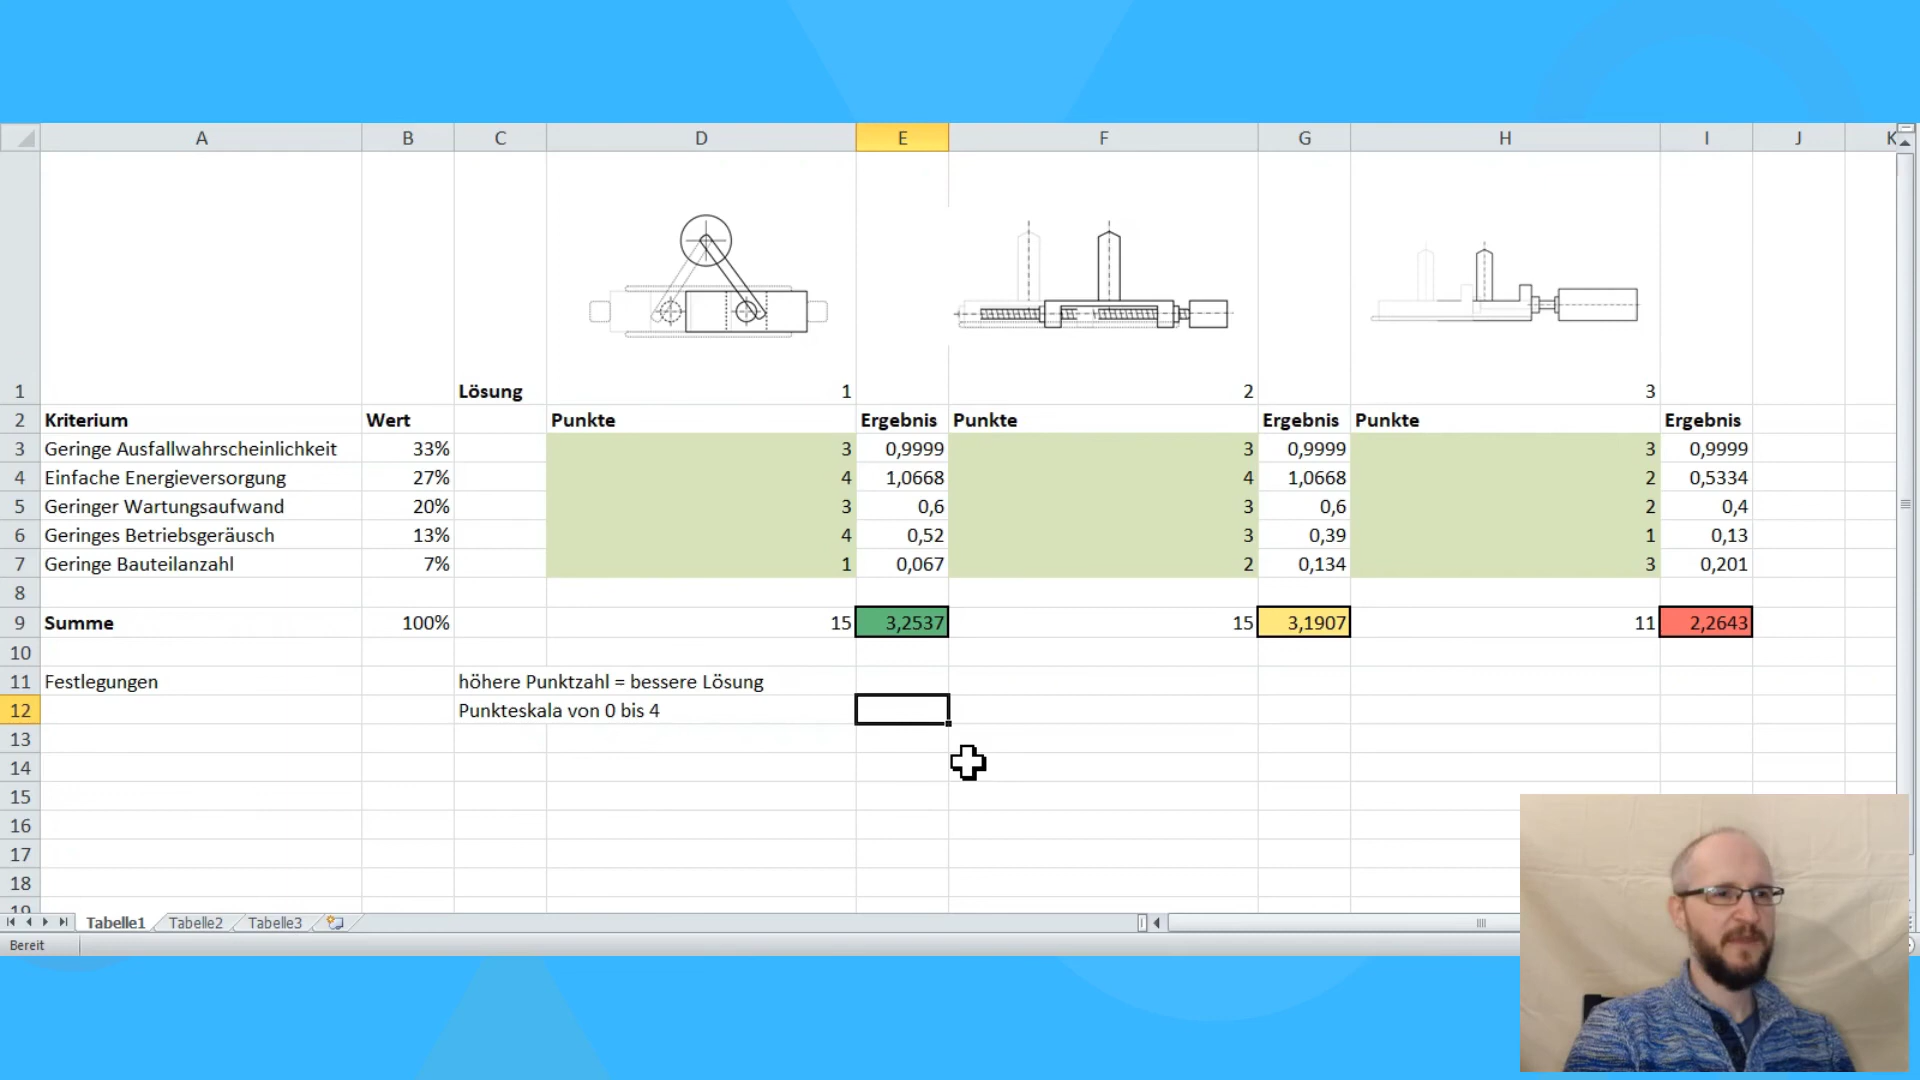 A B C D E F G H I J K
1 Lösung 1 2 3
2 Kriterium Wert Punkte Ergebnis Punkte Ergebnis Punkte Ergebnis
3 Geringe Ausfallwahrscheinlichkeit 33% 3 0,9999 3 0,9999 3 0,9999
4 Einfache Energieversorgung 27% 4 1,0668 4 1,0668 2 0,5334
5 Geringer Wartungsaufwand 20% 3 0,6 3 0,6 2 0,4
6 Geringes Betriebsgeräusch 13% 4 0,52 3 0,39 1 0,13
7 Geringe Bauteilanzahl 7% 1 0,067 2 0,134 3 0,201
8
9 Summe 100% 15 3,2537 15 3,1907 11 2,2643
10
11 Festlegungen höhere Punktzahl = bessere Lösung
12 Punkteskala von 0 bis 4
13
14
15
16
17
18
19
Tabelle1 Tabelle2 Tabelle3
Bereit